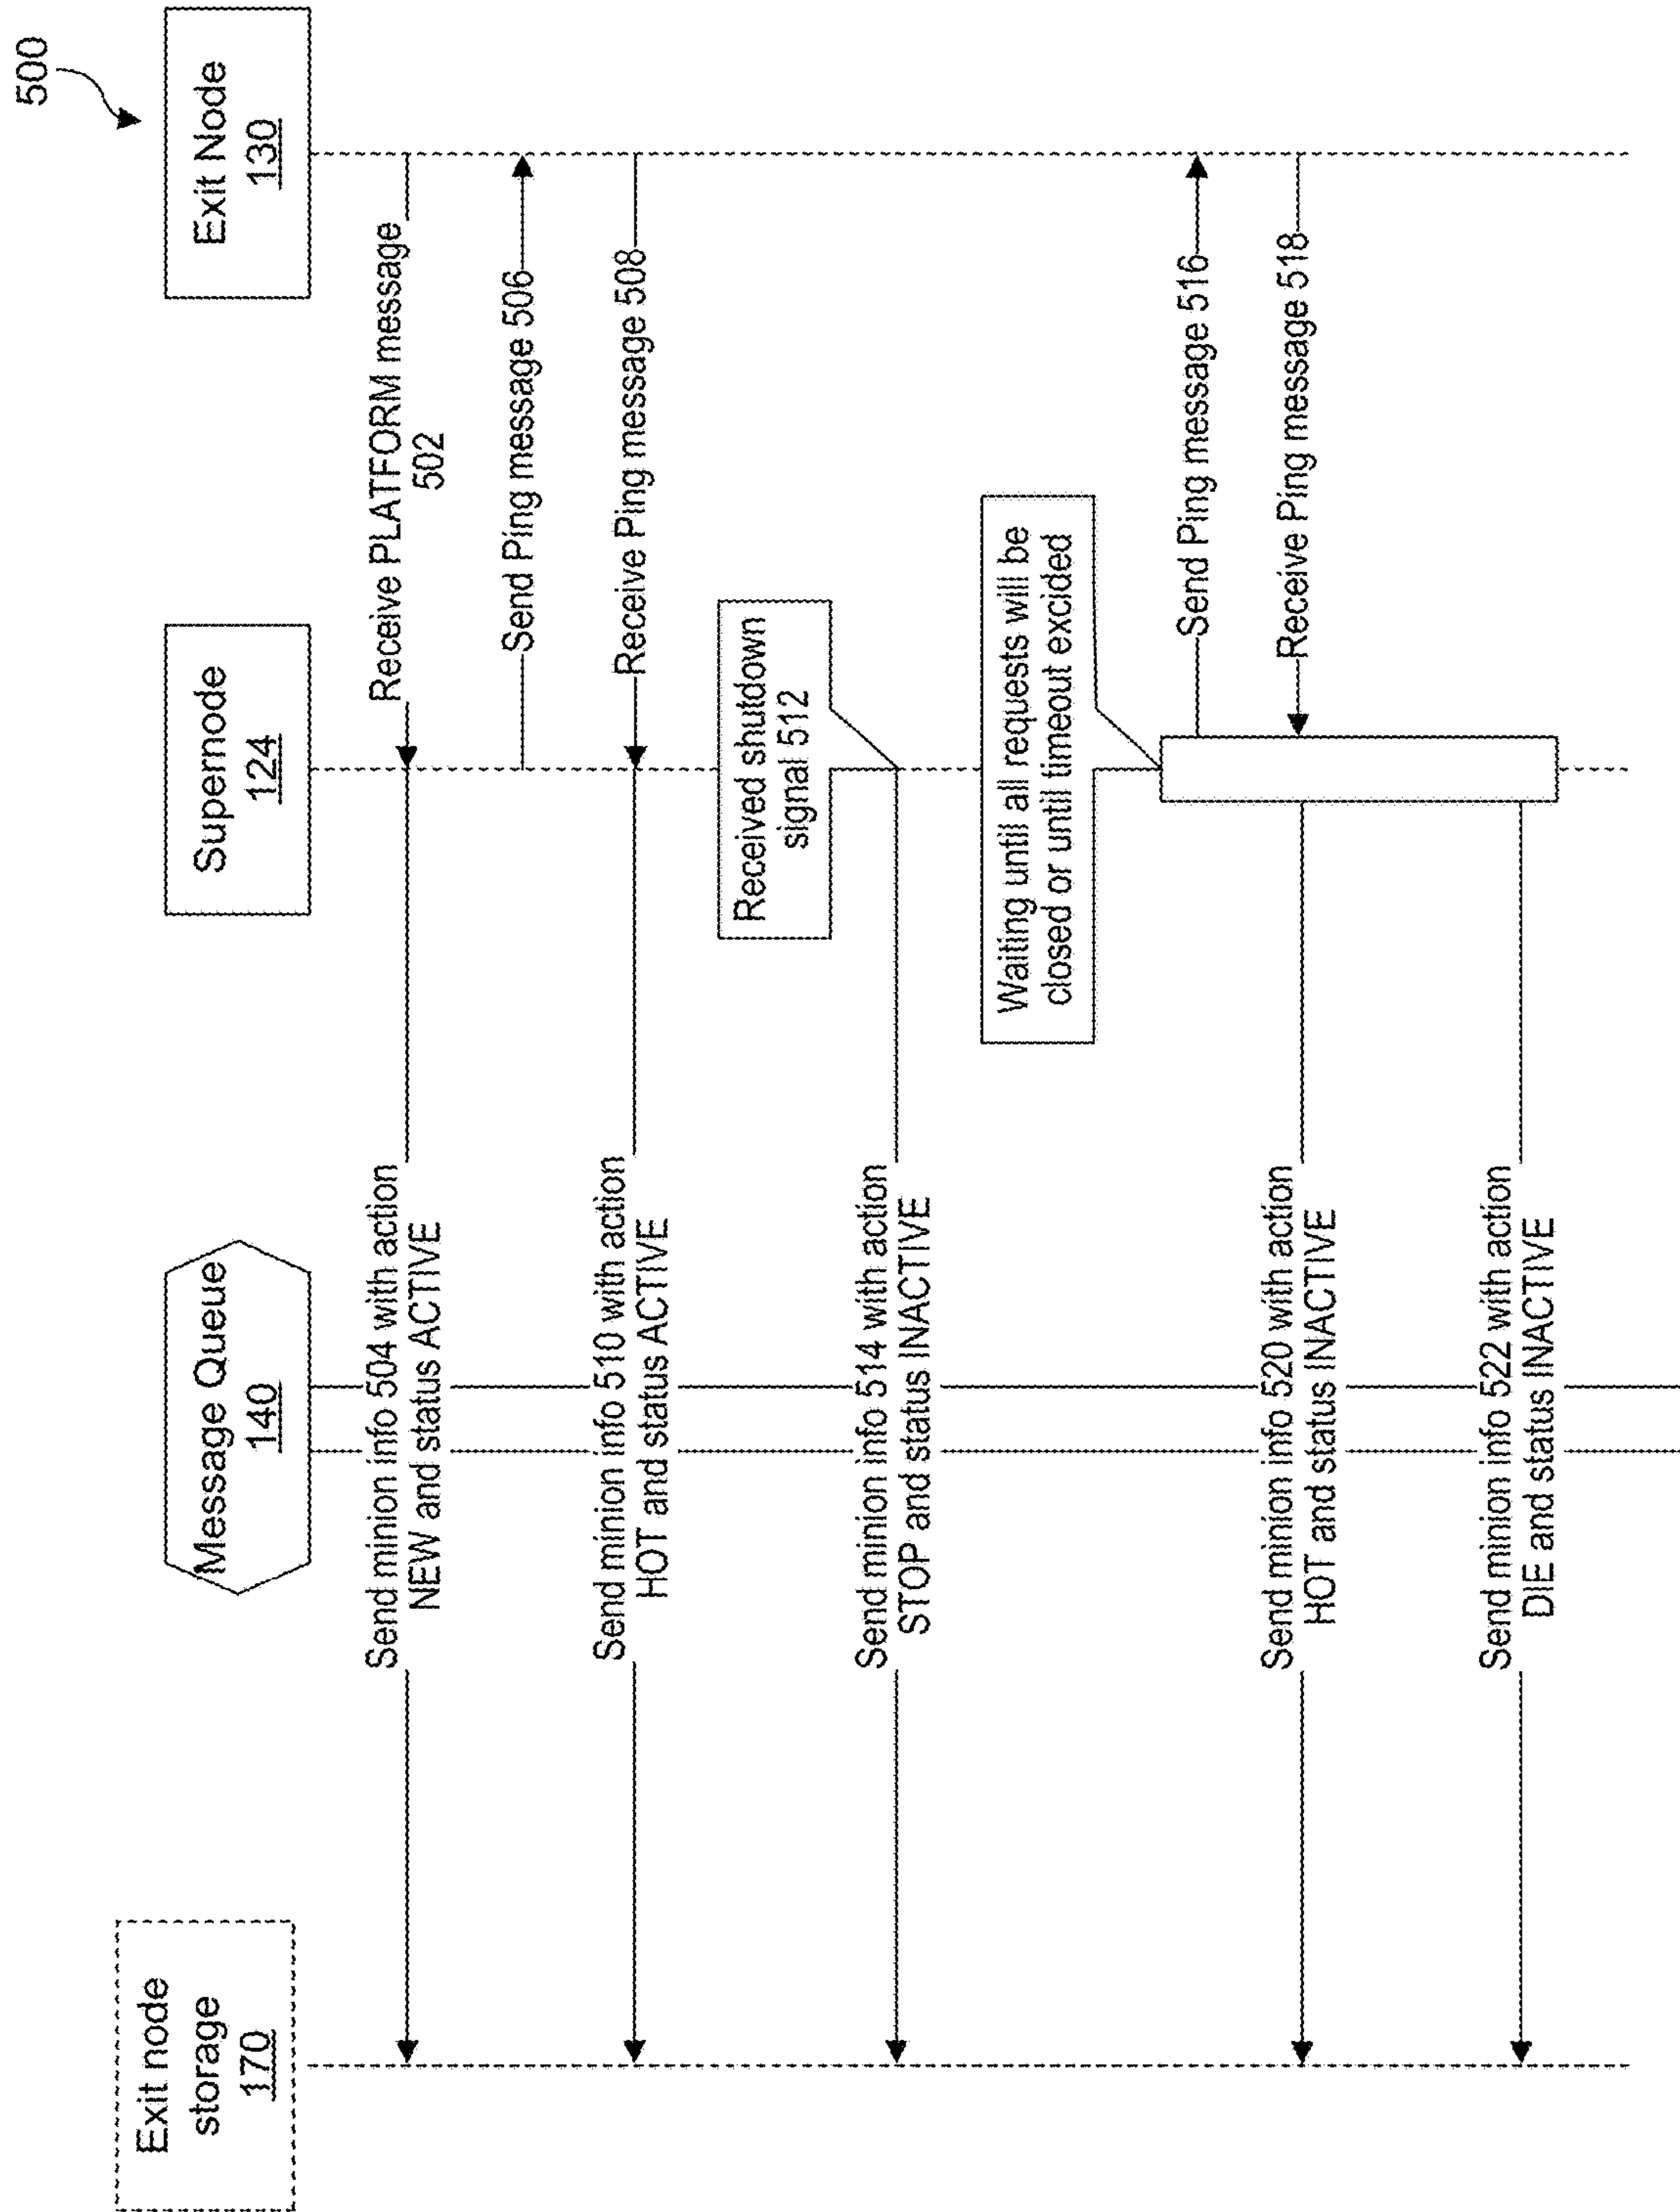 500
Exit node
storage
170
Message Queue
140
Supernode
124
Exit Node
130
Receive PLATFORM message
502
Send minion info 504 with action
NEW and status ACTIVE
Send Ping message 506
Receive Ping message 508
Send minion info 510 with action
HOT and status ACTIVE
Received shutdown
signal 512
Send minion info 514 with action
STOP and status INACTIVE
Waiting until all requests will be
closed or until timeout excided
Send Ping message 516
Receive Ping message 518
Send minion info 520 with action
HOT and status INACTIVE
Send minion info 522 with action
DIE and status INACTIVE